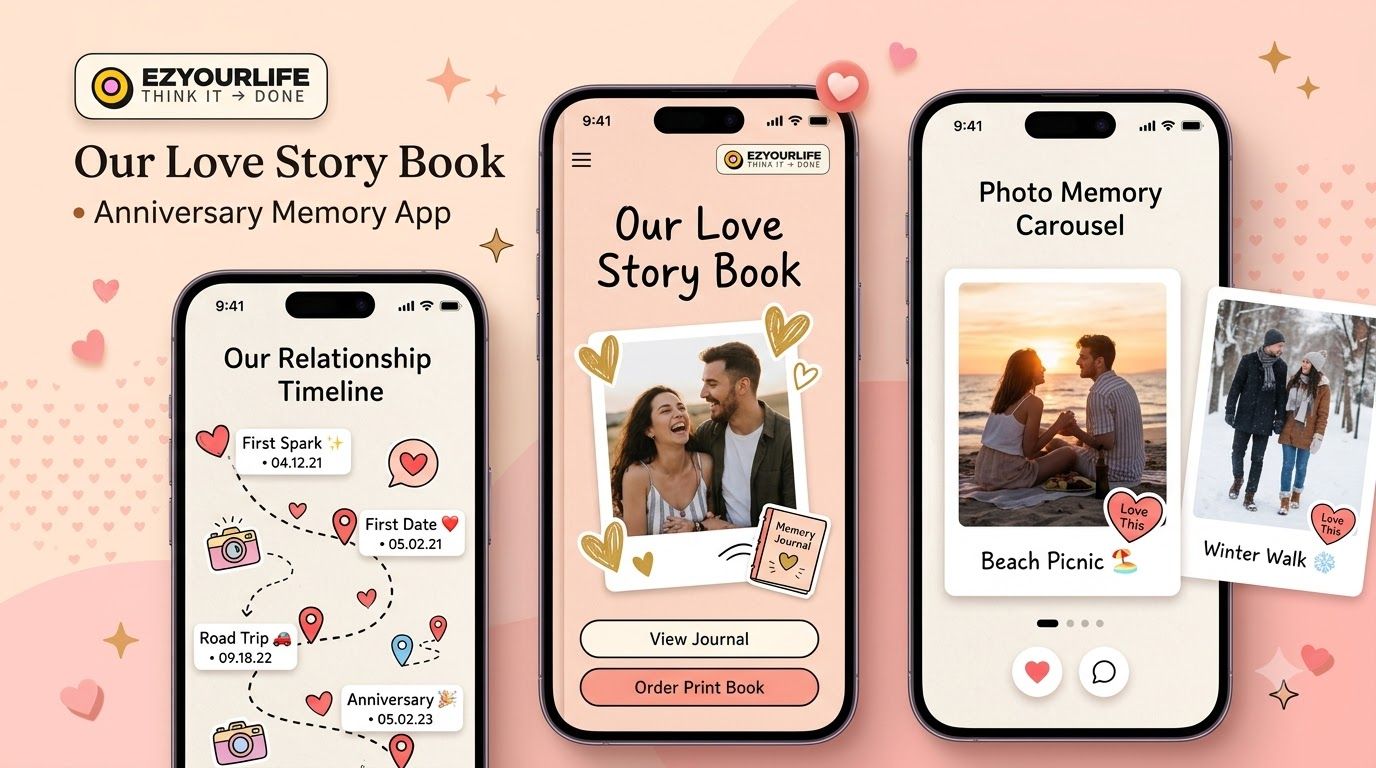 EZYOURLIFE
THINK IT → DONE
Our Love Story Book
• Anniversary Memory App
9:41
Our Relationship
Timeline
First Spark ✨
• 04.12.21
First Date ❤️
• 05.02.21
Road Trip 🚗
• 09.18.22
Anniversary 🎉
• 05.02.23
9:41
EZYOURLIFE
THINK IT → DONE
Our Love
Story Book
Memery
Journal
View Journal
Order Print Book
9:41
Photo Memory
Carousel
Love
This
Beach Picnic 🏖️
Love
This
Winter Walk ❄️